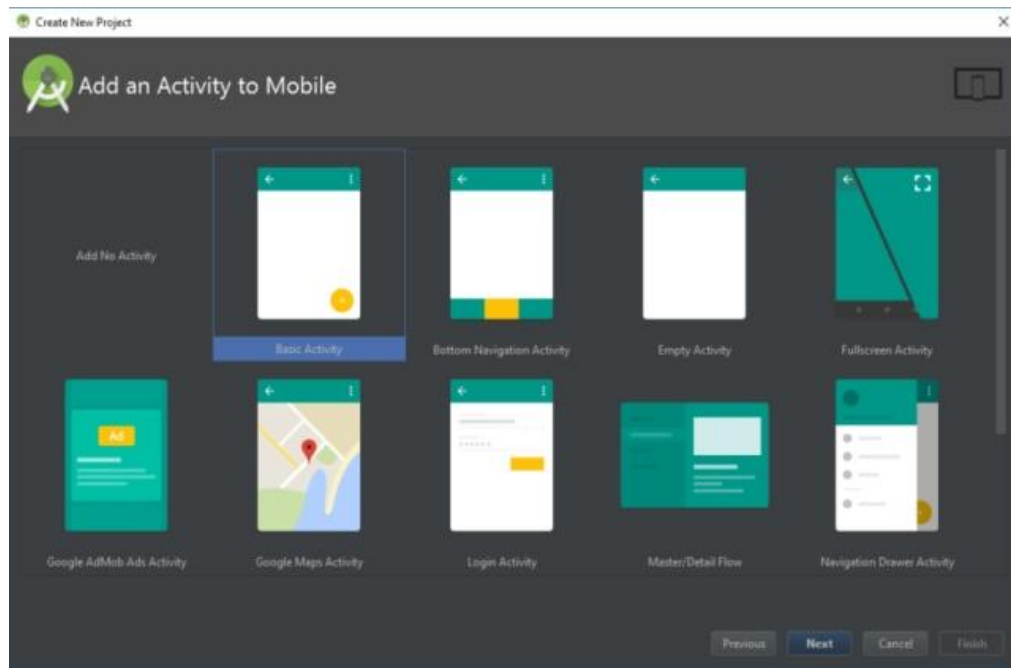 Create New Project
Add an Activity to Mobile
Add No Activity
Basic Activity
Bottom Navigation Activity
Empty Activity
Fullscreen Activity
Ad
Google AdMob Ads Activity
Google Maps Activity
Login Activity
Master/Detail Flow
Navigation Drawer Activity
Previous
Next
Cancel
Finish